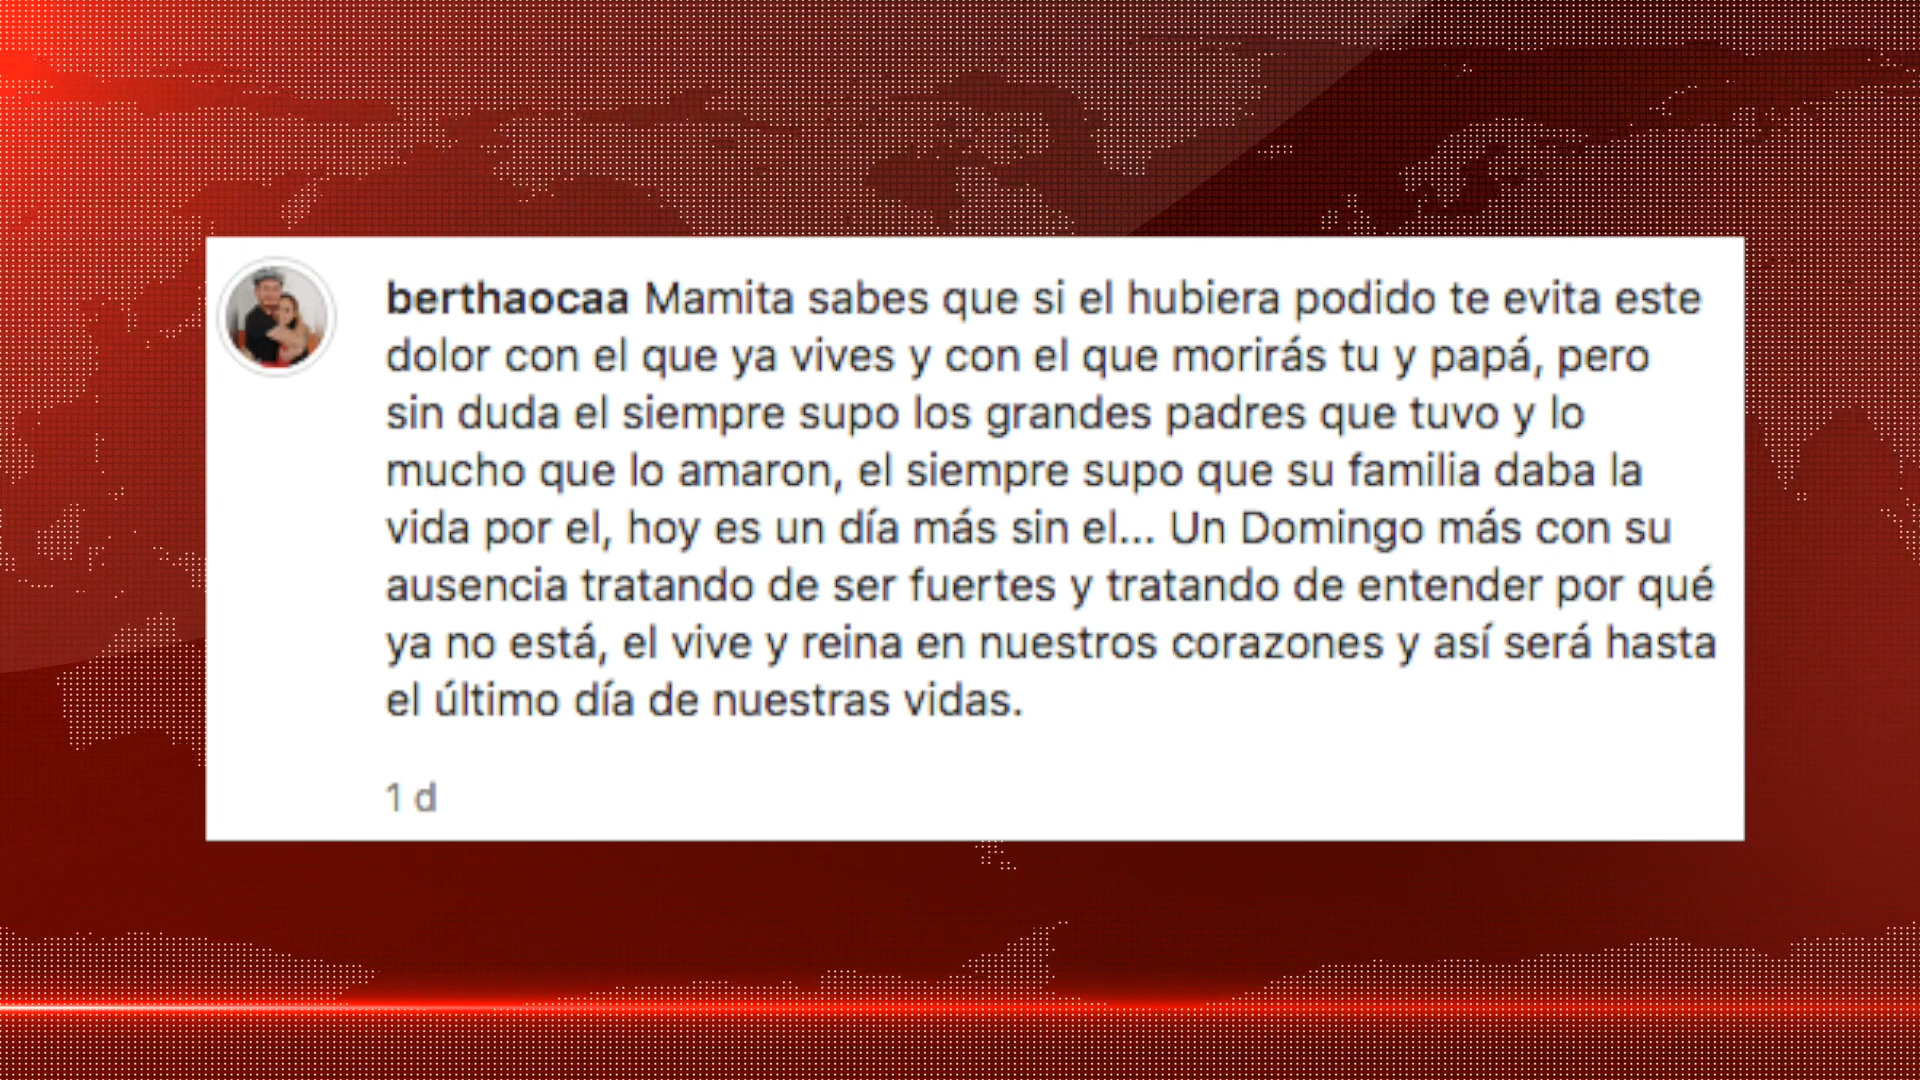 berthaocaa Mamita sabes que si el hubiera podido te evita este
dolor con el que ya vives y con el que morirás tu y papá, pero
sin duda el siempre supo los grandes padres que tuvo y lo
mucho que lo amaron, el siempre supo que su familia daba la
vida por el, hoy es un día más sin el... Un Domingo más con su
ausencia tratando de ser fuertes y tratando de entender por qué
ya no está, el vive y reina en nuestros corazones y así será hasta
el último día de nuestras vidas.
1 d